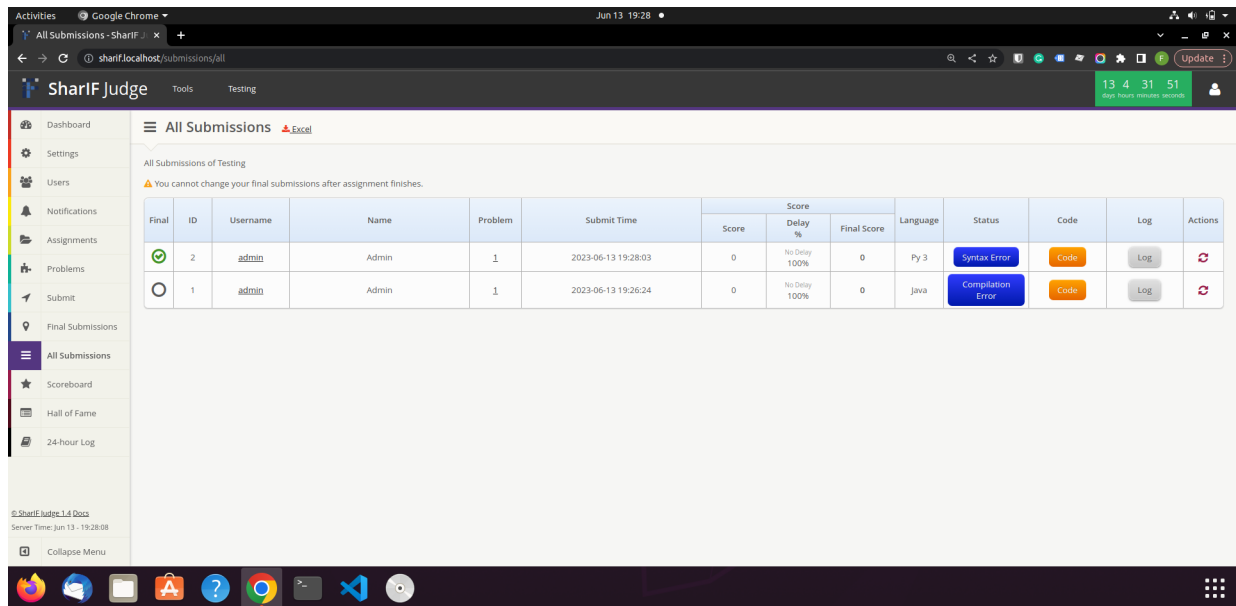 Activities Google Chrome Jun 13 19:28
All Submissions - SharIF J
sharif.localhost/submissions/all Update
SharIF Judge Tools Testing 13 4 31 51
days hours minutes seconds
Dashboard
Settings
Users
Notifications
Assignments
Problems
Submit
Final Submissions
All Submissions
Scoreboard
Hall of Fame
24-hour Log
© SharIF Judge 1.4 Docs
Server Time: Jun 13 - 19:28:08
Collapse Menu
All Submissions Excel
All Submissions of Testing
You cannot change your final submissions after assignment finishes.
Final ID Username Name Problem Submit Time Score Language Status Code Log Actions
Score Delay % Final Score
2 admin Admin 1 2023-06-13 19:28:03 0 No Delay 100% 0 Py 3 Syntax Error Code Log
1 admin Admin 1 2023-06-13 19:26:24 0 No Delay 100% 0 Java Compilation Error Code Log